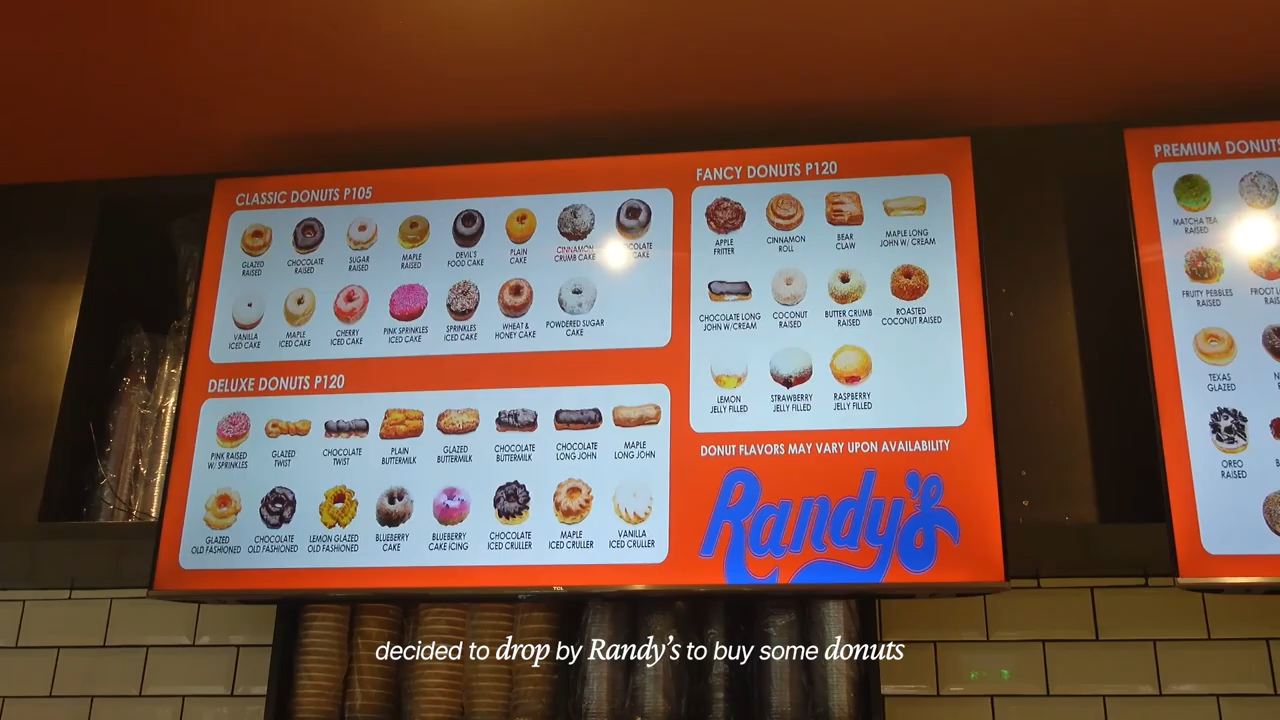 CLASSIC DONUTS P105
GLAZED RAISED
CHOCOLATE RAISED
SUGAR RAISED
MAPLE RAISED
DEVIL'S FOOD CAKE
PLAIN CAKE
CINNAMON CRUMB CAKE
CAKE
VANILLA ICED CAKE
MAPLE ICED CAKE
CHERRY ICED CAKE
PINK SPRINKLES ICED CAKE
SPRINKLES ICED CAKE
WHEAT & HONEY CAKE
POWDERED SUGAR CAKE
DELUXE DONUTS P120
PINK RAISED W/ SPRINKLES
GLAZED TWIST
CHOCOLATE TWIST
PLAIN BUTTERMILK
GLAZED BUTTERMILK
CHOCOLATE BUTTERMILK
CHOCOLATE LONG JOHN
MAPLE LONG JOHN
GLAZED OLD FASHIONED
CHOCOLATE OLD FASHIONED
LEMON GLAZED OLD FASHIONED
BLUEBERRY CAKE
BLUEBERRY CAKE ICING
CHOCOLATE ICED CRULLER
MAPLE ICED CRULLER
VANILLA ICED CRULLER
FANCY DONUTS P120
APPLE FRITTER
CINNAMON ROLL
BEAR CLAW
MAPLE LONG JOHN W/ CREAM
CHOCOLATE LONG JOHN W/CREAM
COCONUT RAISED
BUTTER CRUMB RAISED
ROASTED COCONUT RAISED
LEMON JELLY FILLED
STRAWBERRY JELLY FILLED
RASPBERRY JELLY FILLED
DONUT FLAVORS MAY VARY UPON AVAILABILITY
Randy's
TCL
PREMIUM DONUTS
MATCHA TEA RAISED
FRUITY PEBBLES RAISED
FROOT
RAISED
TEXAS GLAZED
OREO RAISED
decided to drop by Randy's to buy some donuts